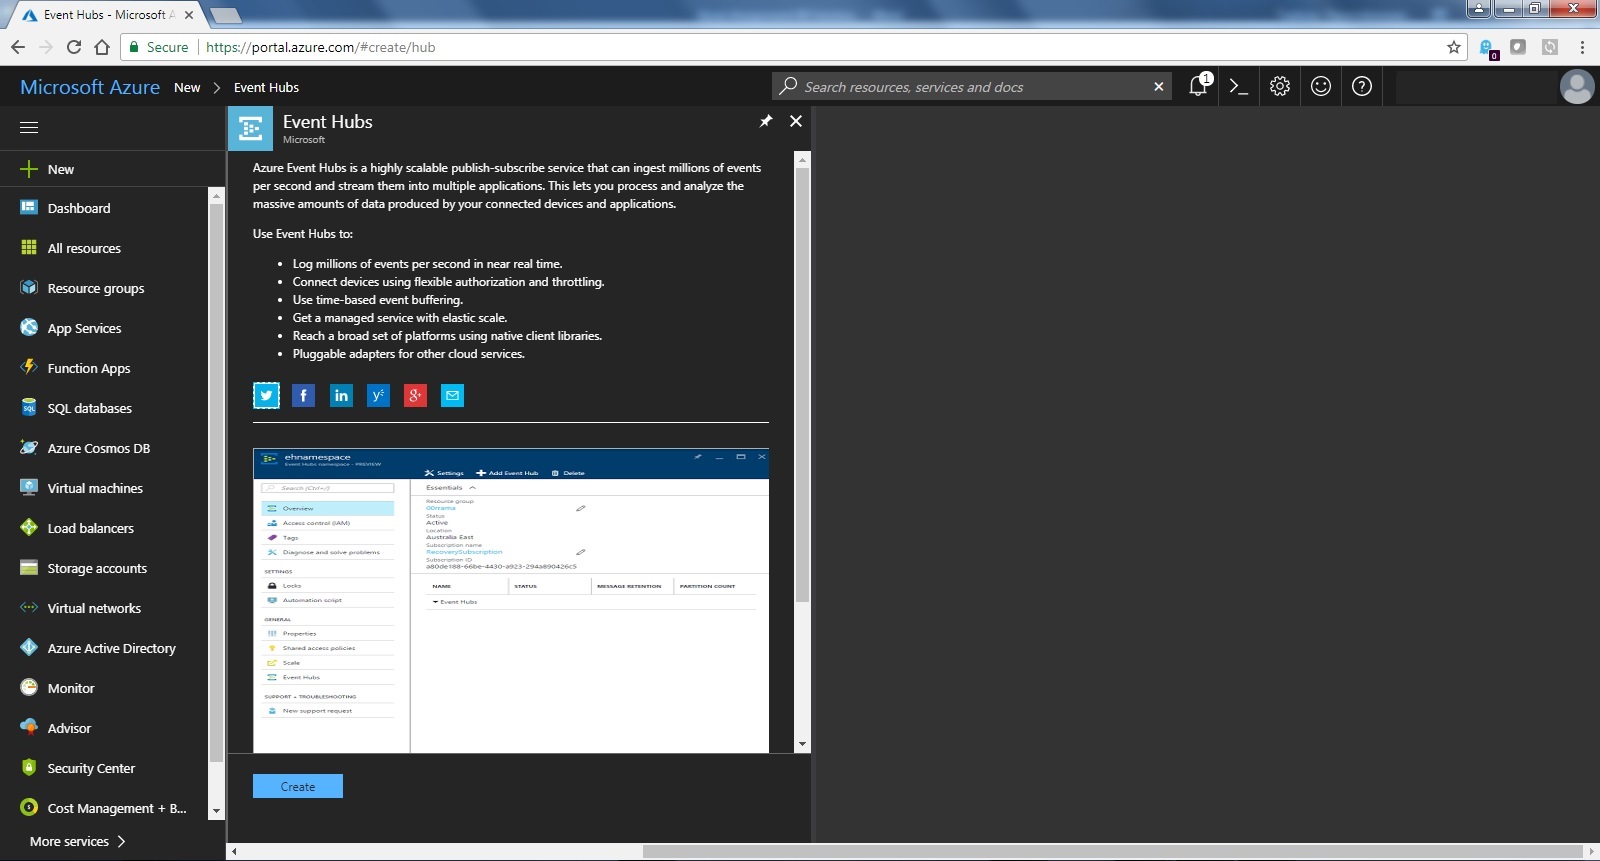 Event Hubs - Microsoft A
Secure
https://portal.azure.com/#create/hub
0
Microsoft Azure New > Event Hubs
Search resources, services and docs
1
Event Hubs
Microsoft
New
Dashboard
All resources
Resource groups
App Services
Function Apps
SQL databases
Azure Cosmos DB
Virtual machines
Load balancers
Storage accounts
Virtual networks
Azure Active Directory
Monitor
Advisor
Security Center
Cost Management + B...
More services >
Azure Event Hubs is a highly scalable publish-subscribe service that can ingest millions of events
per second and stream them into multiple applications. This lets you process and analyze the
massive amounts of data produced by your connected devices and applications.
Use Event Hubs to:
• Log millions of events per second in near real time.
• Connect devices using flexible authorization and throttling.
• Use time-based event buffering.
• Get a managed service with elastic scale.
• Reach a broad set of platforms using native client libraries.
• Pluggable adapters for other cloud services.
ehnamespace
Event Hubs namespace - PREVIEW
Settings Add Event Hub Delete
Search (Ctrl+/)
Overview
Access control (IAM)
Tags
Diagnose and solve problems
SETTINGS
Locks
Automation script
GENERAL
Properties
Shared access policies
Scale
Event Hubs
SUPPORT + TROUBLESHOOTING
New support request
Essentials
Resource group
00rrama
Status
Active
Location
Australia East
Subscription name
RecoverySubscription
Subscription ID
a80de188-66be-4430-a923-294a890426c5
NAME STATUS MESSAGE RETENTION PARTITION COUNT
Event Hubs
Create